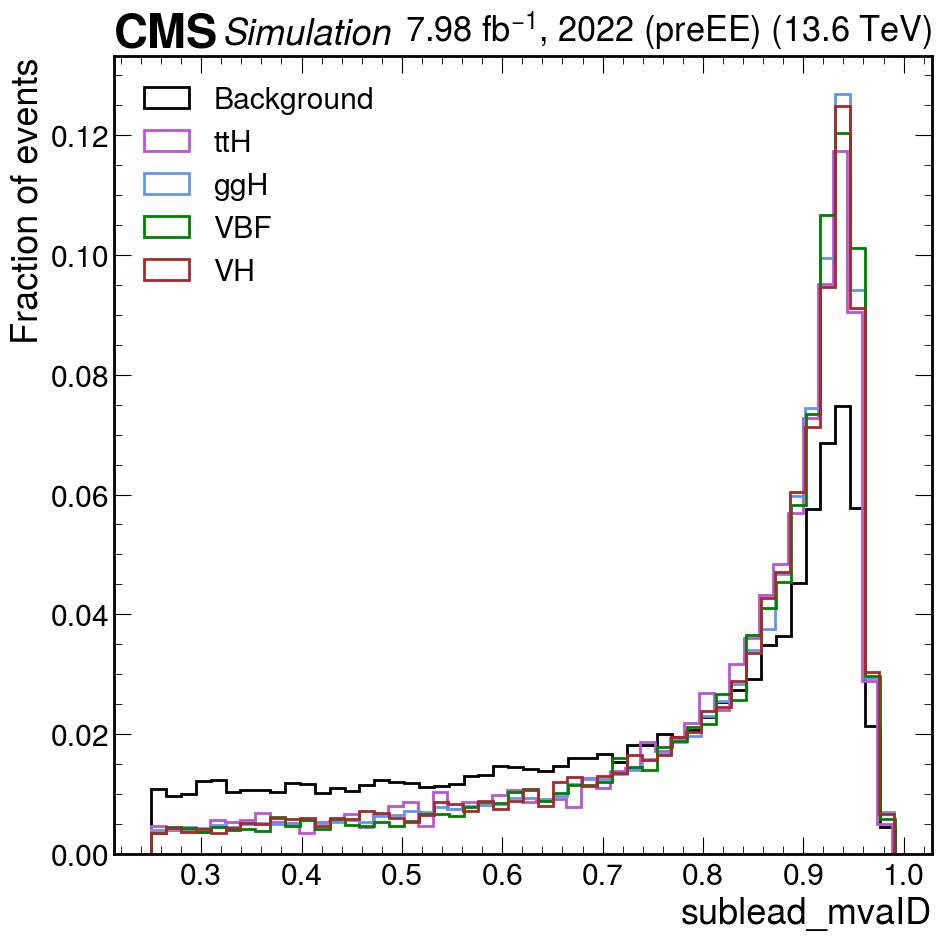 CMS Simulation 7.98 fb⁻¹, 2022 (preEE) (13.6 TeV)
Fraction of events
0.12
0.10
0.08
0.06
0.04
0.02
0.00
Background
ttH
ggH
VBF
VH
0.3 0.4 0.5 0.6 0.7 0.8 0.9 1.0
sublead_mvaID